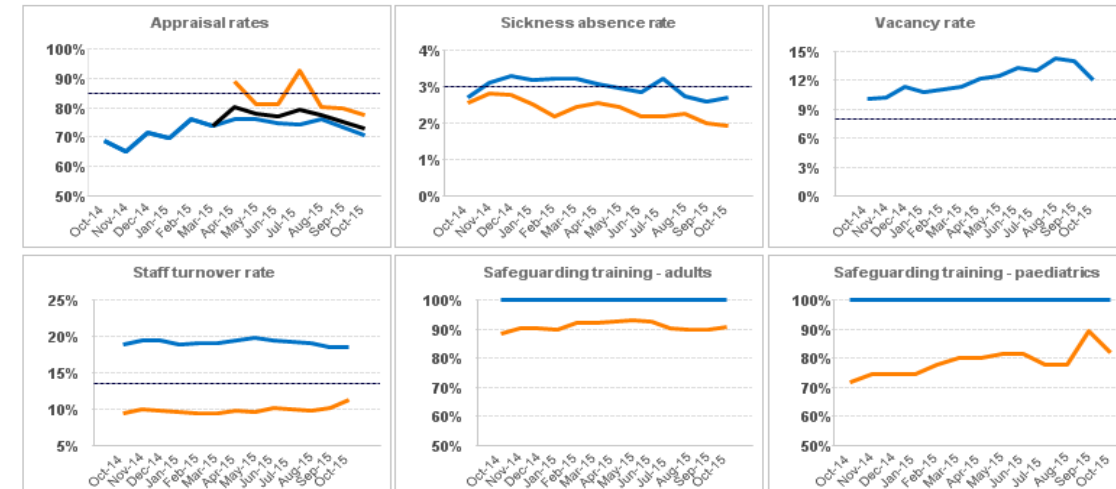 Appraisal rates
100%
90%
80%
70%
60%
50%
Oct-14
Nov-14
Dec-14
Jan-15
Feb-15
Mar-15
Apr-15
May-15
Jun-15
Jul-15
Aug-15
Sep-15
Oct-15
Sickness absence rate
4%
3%
2%
1%
0%
Oct-14
Nov-14
Dec-14
Jan-15
Feb-15
Mar-15
Apr-15
May-15
Jun-15
Jul-15
Aug-15
Sep-15
Oct-15
Vacancy rate
15%
12%
9%
6%
3%
0%
Oct-14
Nov-14
Dec-14
Jan-15
Feb-15
Mar-15
Apr-15
May-15
Jun-15
Jul-15
Aug-15
Sep-15
Oct-15
Staff turnover rate
25%
20%
15%
10%
5%
Oct-14
Nov-14
Dec-14
Jan-15
Feb-15
Mar-15
Apr-15
May-15
Jun-15
Jul-15
Aug-15
Sep-15
Oct-15
Safeguarding training - adults
100%
90%
80%
70%
60%
50%
Oct-14
Nov-14
Dec-14
Jan-15
Feb-15
Mar-15
Apr-15
May-15
Jun-15
Jul-15
Aug-15
Sep-15
Oct-15
Safeguarding training - paediatrics
100%
90%
80%
70%
60%
50%
Oct-14
Nov-14
Dec-14
Jan-15
Feb-15
Mar-15
Apr-15
May-15
Jun-15
Jul-15
Aug-15
Sep-15
Oct-15